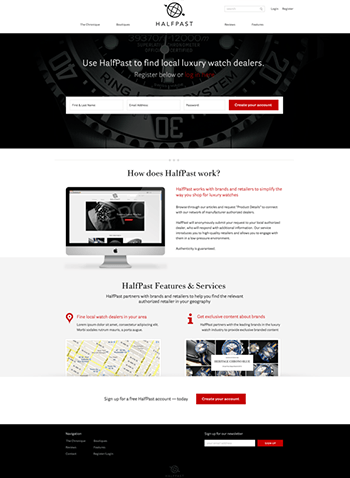 Search
Login
Register
HALFPAST
The Chronique
Boutiques
Reviews
Features
Use HalfPast to find local luxury watch dealers.
Register below or
First & Last Name
Email Address
Password
Create your account
How does HalfPast work?
HalfPast works with brands and retailers to simplify the
way you shop for luxury watches.
Browse through our articles and request "Product Details" to connect
with our network of manufacturer-authorized dealers.
HalfPast will anonymously submit your request to your local authorized
dealer, who will respond with additional information. Our service
introduces you to high-quality retailers and allows you to engage with
them in a low-pressure environment.
Authenticity is guaranteed.
HalfPast Features & Services
HalfPast partners with brands and retailers to help you find the relevant
authorized retailer in your geography
Find local watch dealers in your area
Lorem ipsum dolor sit amet, consectetur adipiscing elit.
Morbi sodales rutrum mauris, a porta metus
Get exclusive content about brands
HalfPast partners with the leading brands in the luxury
watch industry to provide exclusive branded content
Sign up for a free HalfPast account — today
Create your account
Navigation
The Chronique
Boutiques
Reviews
Features
Contact
Register/Login
Sign up for our newsletter
SIGN UP